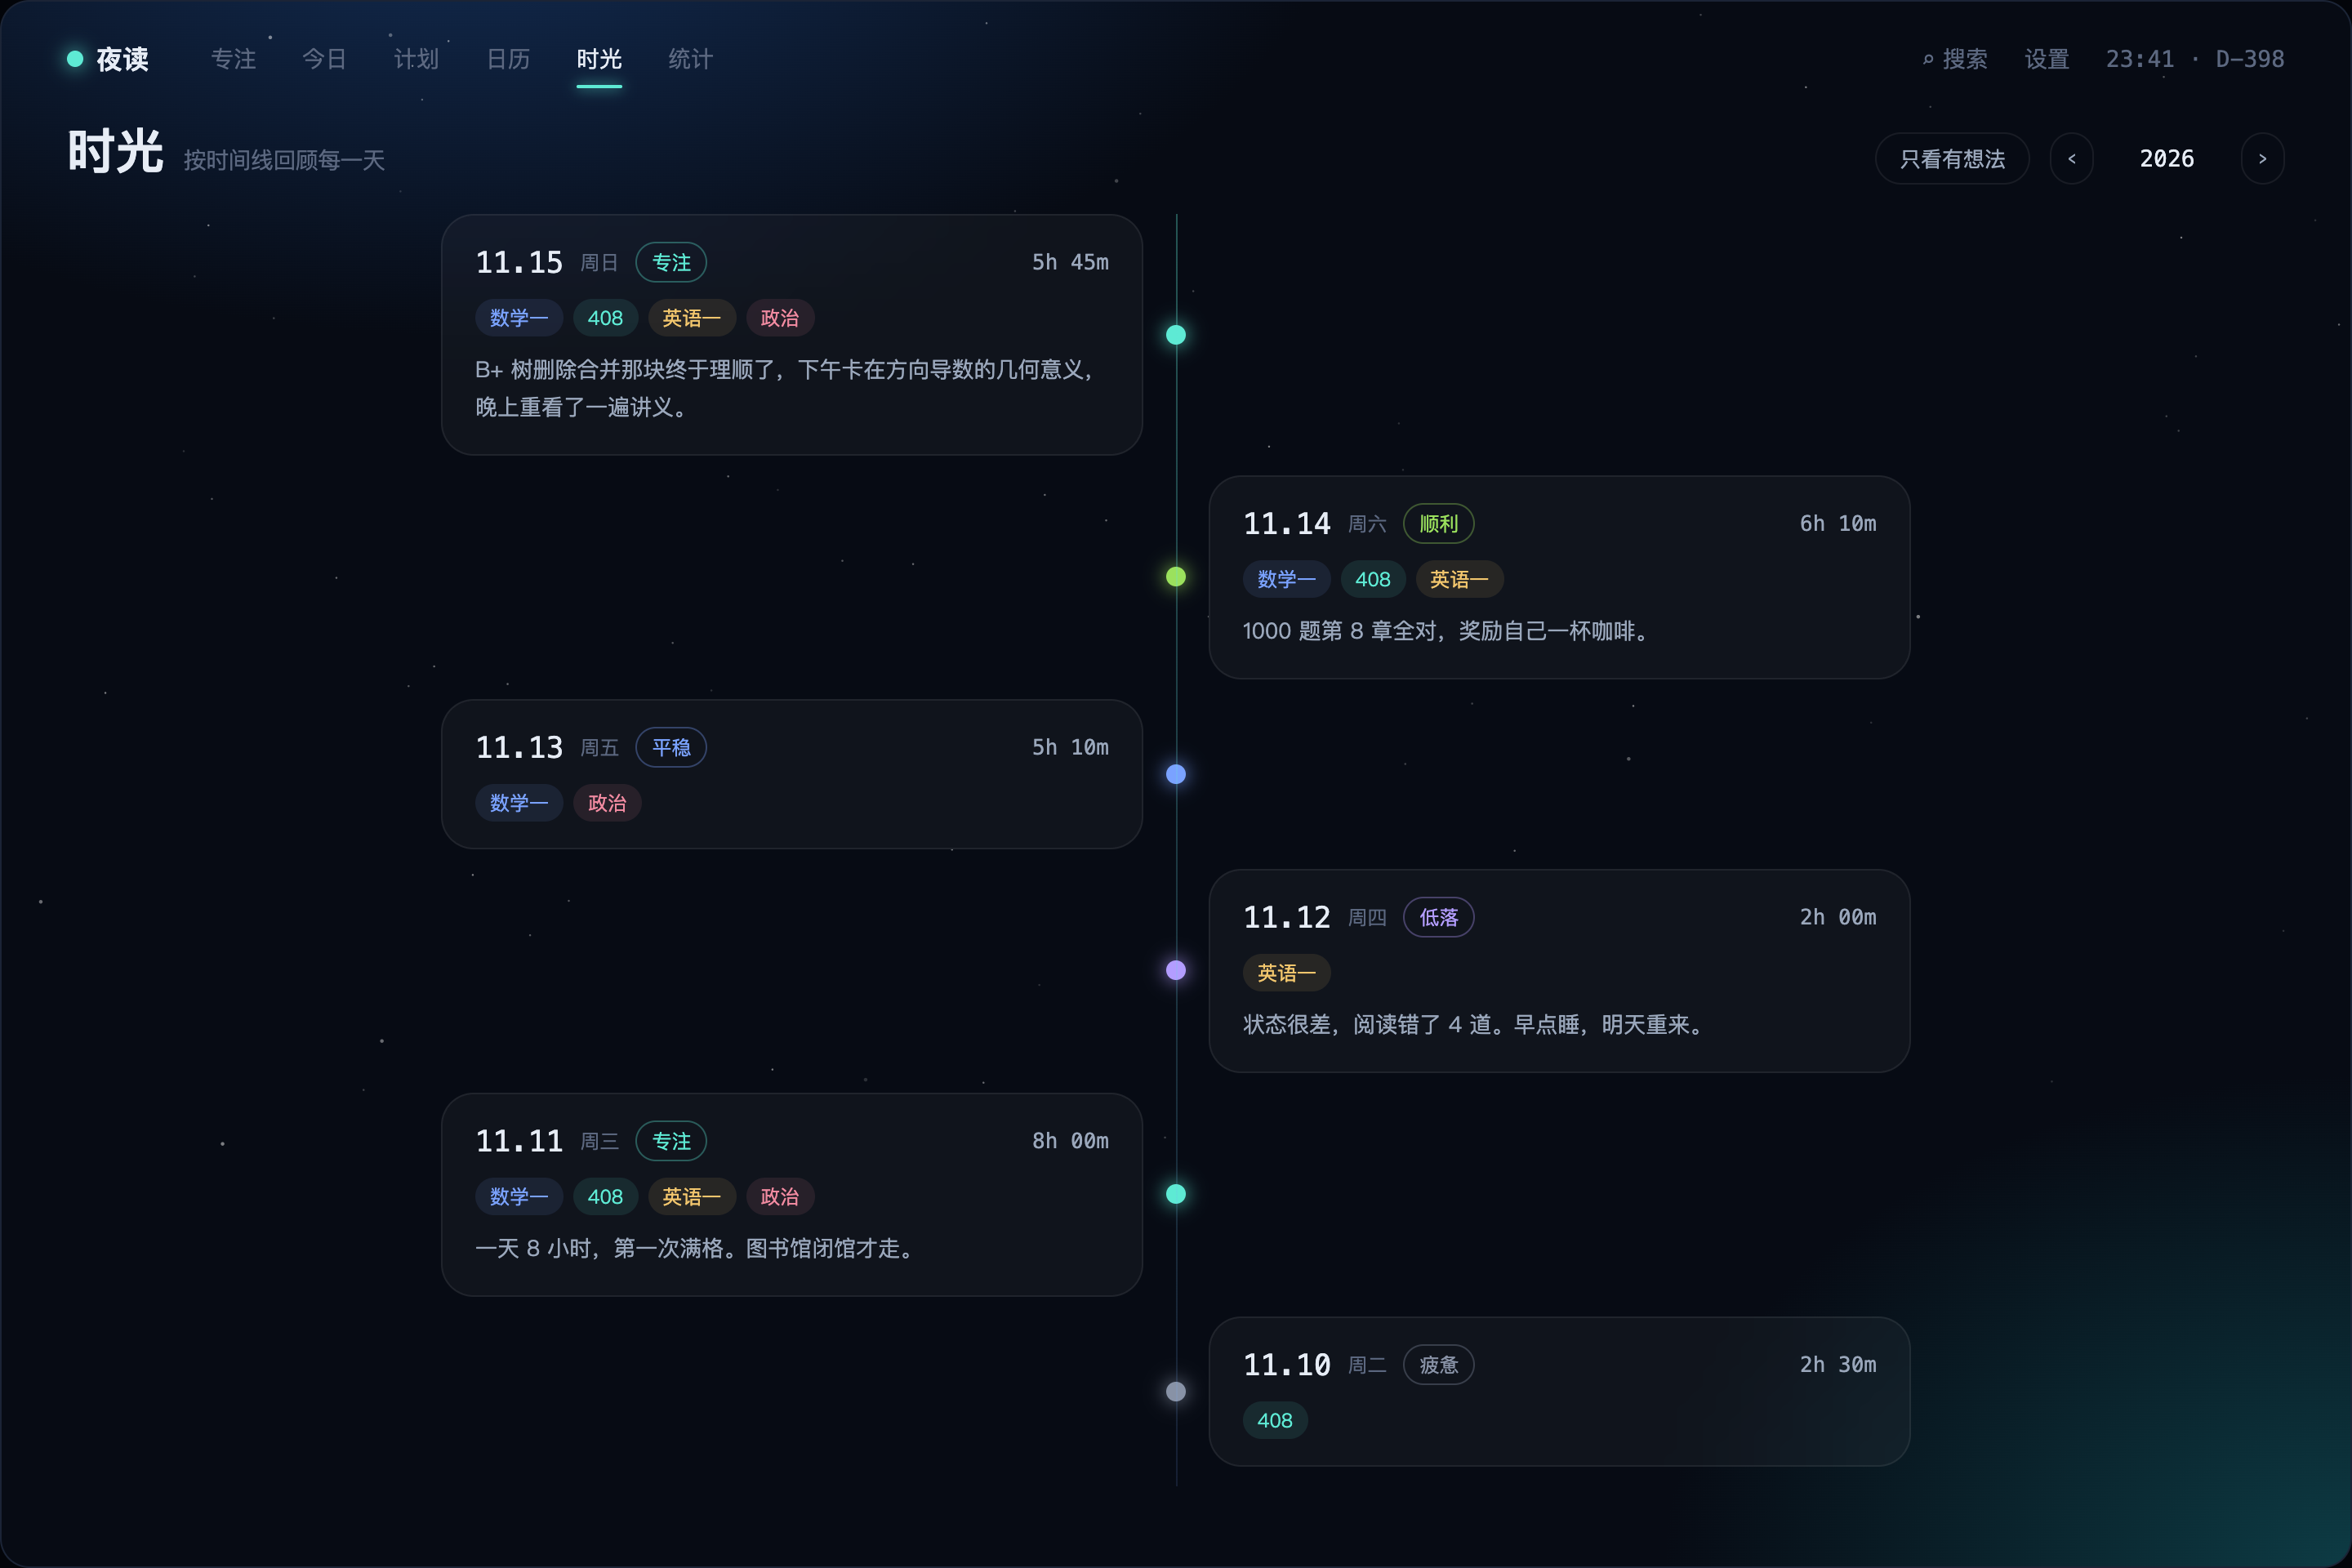 夜读 专注 今日 计划 日历 时光 统计 搜索 设置 23:41 · D-398
时光 按时间线回顾每一天 只看有想法 < 2026 >
11.15 周日 专注 5h 45m
数学一 408 英语一 政治
B+ 树删除合并那块终于理顺了，下午卡在方向导数的几何意义，
晚上重看了一遍讲义。
11.14 周六 顺利 6h 10m
数学一 408 英语一
1000 题第 8 章全对，奖励自己一杯咖啡。
11.13 周五 平稳 5h 10m
数学一 政治
11.12 周四 低落 2h 00m
英语一
状态很差，阅读错了 4 道。早点睡，明天重来。
11.11 周三 专注 8h 00m
数学一 408 英语一 政治
一天 8 小时，第一次满格。图书馆闭馆才走。
11.10 周二 疲惫 2h 30m
408